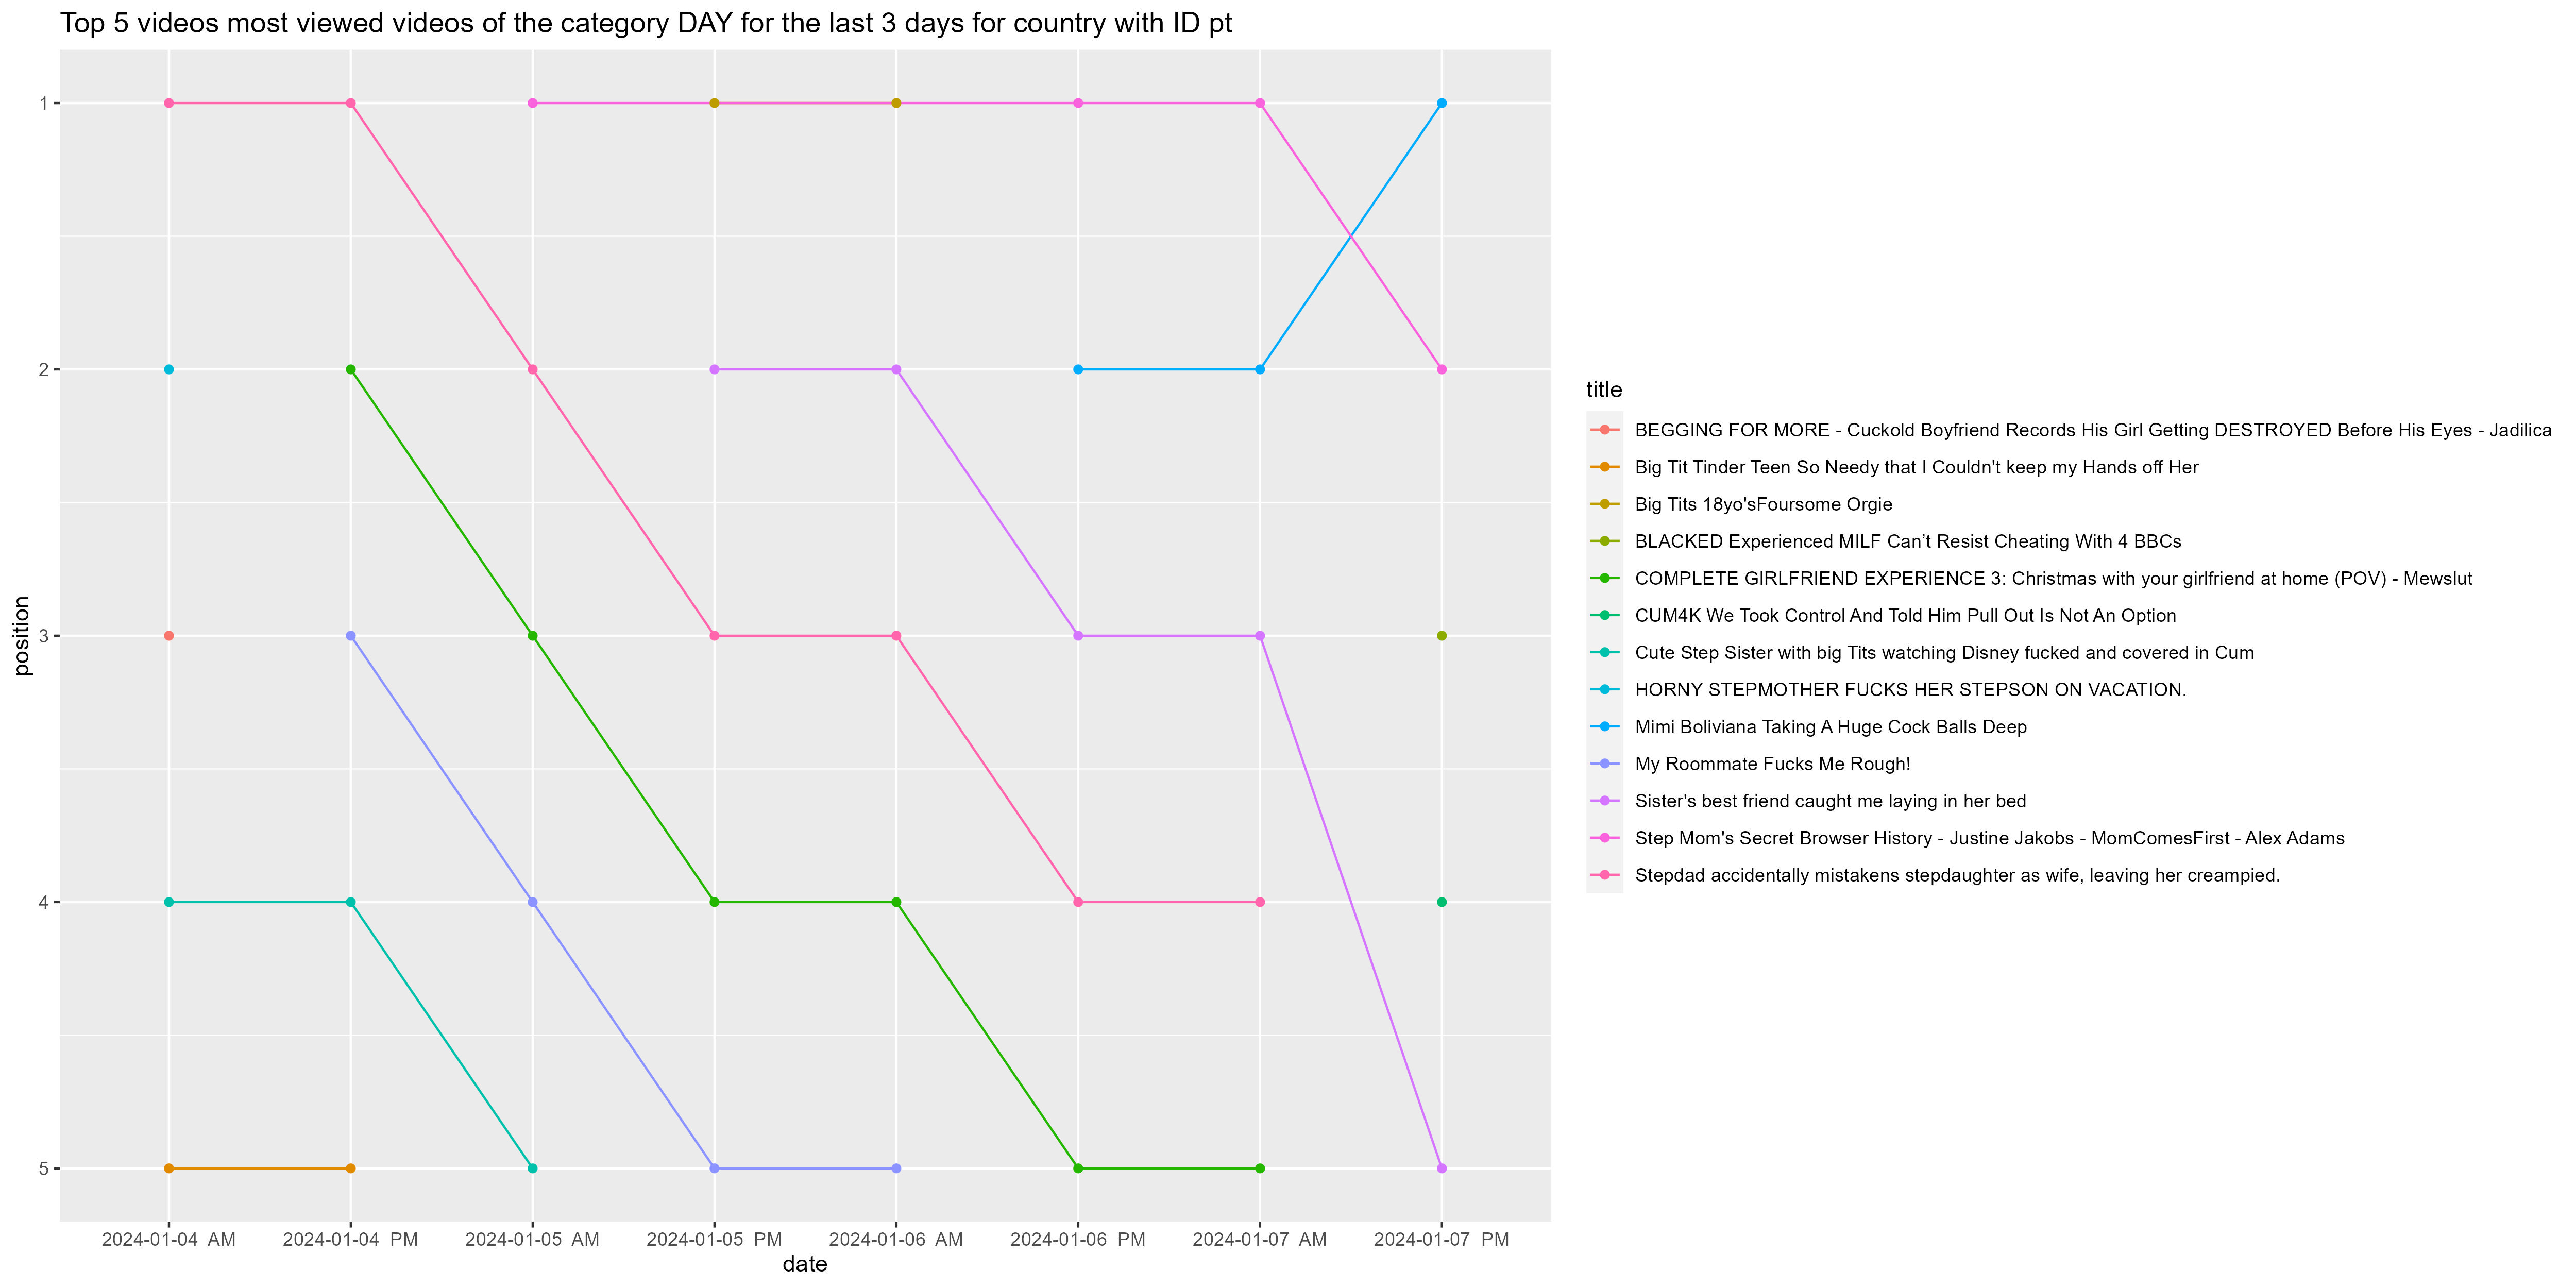 Top 5 videos most viewed videos of the category DAY for the last 3 days for country with ID pt
position
1
2
3
4
5
2024-01-04 AM
2024-01-04 PM
2024-01-05 AM
2024-01-05 PM
2024-01-06 AM
2024-01-06 PM
2024-01-07 AM
2024-01-07 PM
date
title
BEGGING FOR MORE - Cuckold Boyfriend Records His Girl Getting DESTROYED Before His Eyes - Jadilica
Big Tit Tinder Teen So Needy that I Couldn't keep my Hands off Her
Big Tits 18yo'sFoursome Orgie
BLACKED Experienced MILF Can’t Resist Cheating With 4 BBCs
COMPLETE GIRLFRIEND EXPERIENCE 3: Christmas with your girlfriend at home (POV) - Mewslut
CUM4K We Took Control And Told Him Pull Out Is Not An Option
Cute Step Sister with big Tits watching Disney fucked and covered in Cum
HORNY STEPMOTHER FUCKS HER STEPSON ON VACATION.
Mimi Boliviana Taking A Huge Cock Balls Deep
My Roommate Fucks Me Rough!
Sister's best friend caught me laying in her bed
Step Mom's Secret Browser History - Justine Jakobs - MomComesFirst - Alex Adams
Stepdad accidentally mistakens stepdaughter as wife, leaving her creampied.